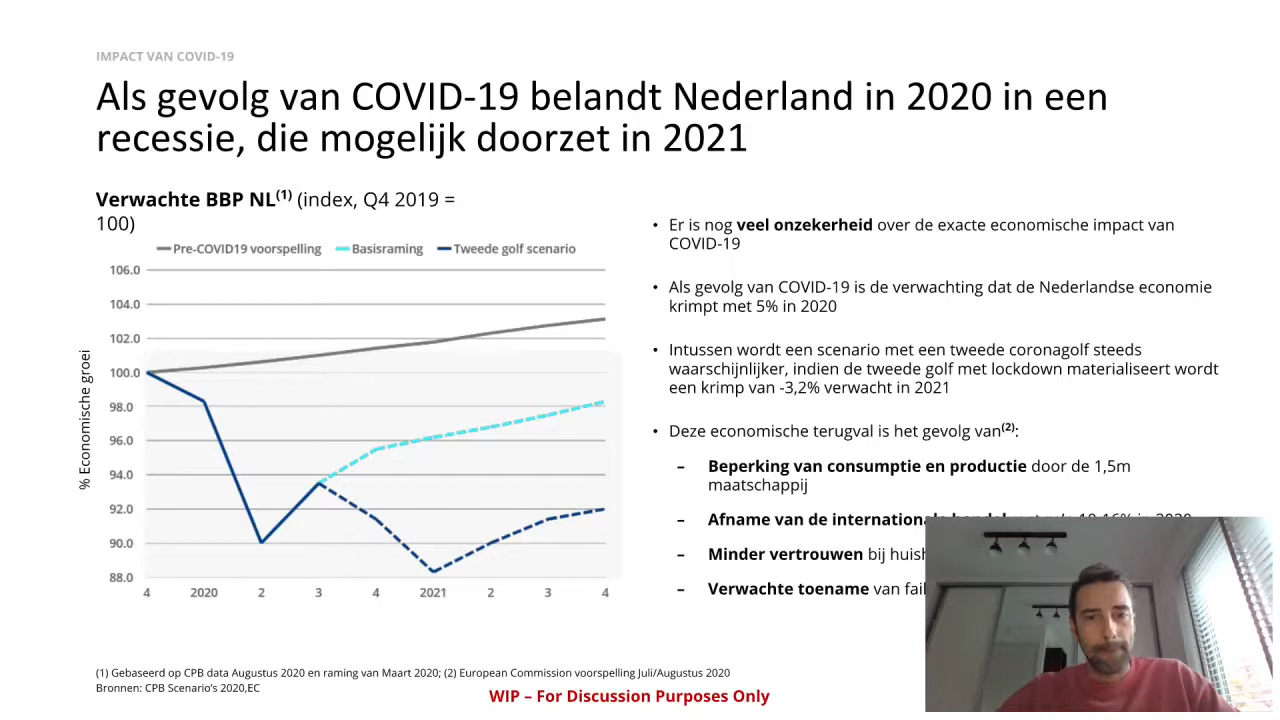 IMPACT VAN COVID-19
Als gevolg van COVID-19 belandt Nederland in 2020 in een
recessie, die mogelijk doorzet in 2021
Verwachte BBP NL(1) (index, Q4 2019 =
100)
Pre-COVID19 voorspelling Basisraming Tweede golf scenario
106.0
104.0
102.0
100.0
98.0
96.0
94.0
92.0
90.0
88.0
4 2020 2 3 4 2021 2 3 4
% Economische groei
• Er is nog veel onzekerheid over de exacte economische impact van
COVID-19
• Als gevolg van COVID-19 is de verwachting dat de Nederlandse economie
krimpt met 5% in 2020
• Intussen wordt een scenario met een tweede coronagolf steeds
waarschijnlijker, indien de tweede golf met lockdown materialiseert wordt
een krimp van -3,2% verwacht in 2021
• Deze economische terugval is het gevolg van(2):
– Beperking van consumptie en productie door de 1,5m
maatschappij
– Afname van de
– Minder vertrouwen bij
– Verwachte toename van
(1) Gebaseerd op CPB data Augustus 2020 en raming van Maart 2020; (2) European Commission voorspelling Juli/Augustus 2020
Bronnen: CPB Scenario's 2020,EC
WIP – For Discussion Purposes Only